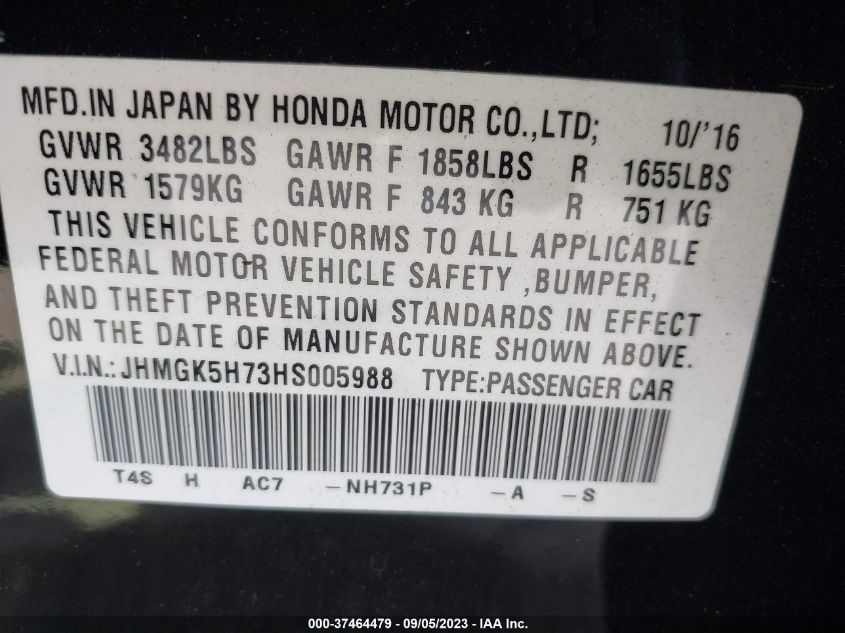 MFD.IN JAPAN BY HONDA MOTOR CO.,LTD; 10/'16
GVWR 3482LBS GAWR F 1858LBS R 1655LBS
GVWR 1579KG GAWR F 843 KG R 751 KG
THIS VEHICLE CONFORMS TO ALL APPLICABLE
FEDERAL MOTOR VEHICLE SAFETY ,BUMPER,
AND THEFT PREVENTION STANDARDS IN EFFECT
ON THE DATE OF MANUFACTURE SHOWN ABOVE.
V.I.N.: JHMGK5H73HS005988 TYPE:PASSENGER CAR
T4S H AC7 -NH731P -A -S
000-37464479 - 09/05/2023 - IAA Inc.